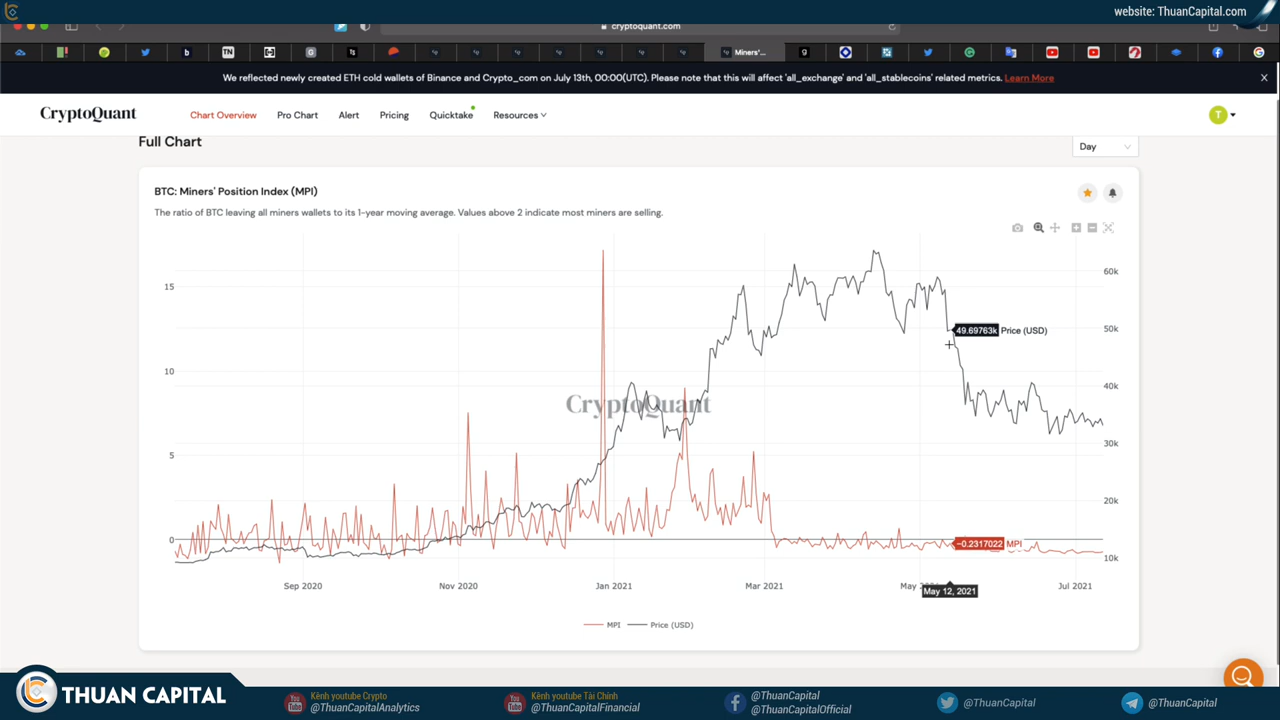 website: ThuanCapital.com
cryptoquant.com
Miners'...
We reflected newly created ETH cold wallets of Binance and Crypto_com on July 13th, 00:00(UTC). Please note that this will affect 'all_exchange' and 'all_stablecoins' related metrics. Learn More
CryptoQuant
Chart Overview
Pro Chart
Alert
Pricing
Quicktake
Resources
T
Full Chart
Day
BTC: Miners' Position Index (MPI)
The ratio of BTC leaving all miners wallets to its 1-year moving average. Values above 2 indicate most miners are selling.
15
10
5
0
60k
50k
40k
30k
20k
10k
49.69763k Price (USD)
CryptoQuant
−0.2317022 MPI
Sep 2020
Nov 2020
Jan 2021
Mar 2021
May
Jul 2021
May 12, 2021
MPI
Price (USD)
THUAN CAPITAL
Kênh youtube Crypto
@ThuanCapitalAnalytics
Kênh youtube Tài Chính
@ThuanCapitalFinancial
@ThuanCapital
@ThuanCapitalOfficial
@ThuanCapital
@ThuanCapital